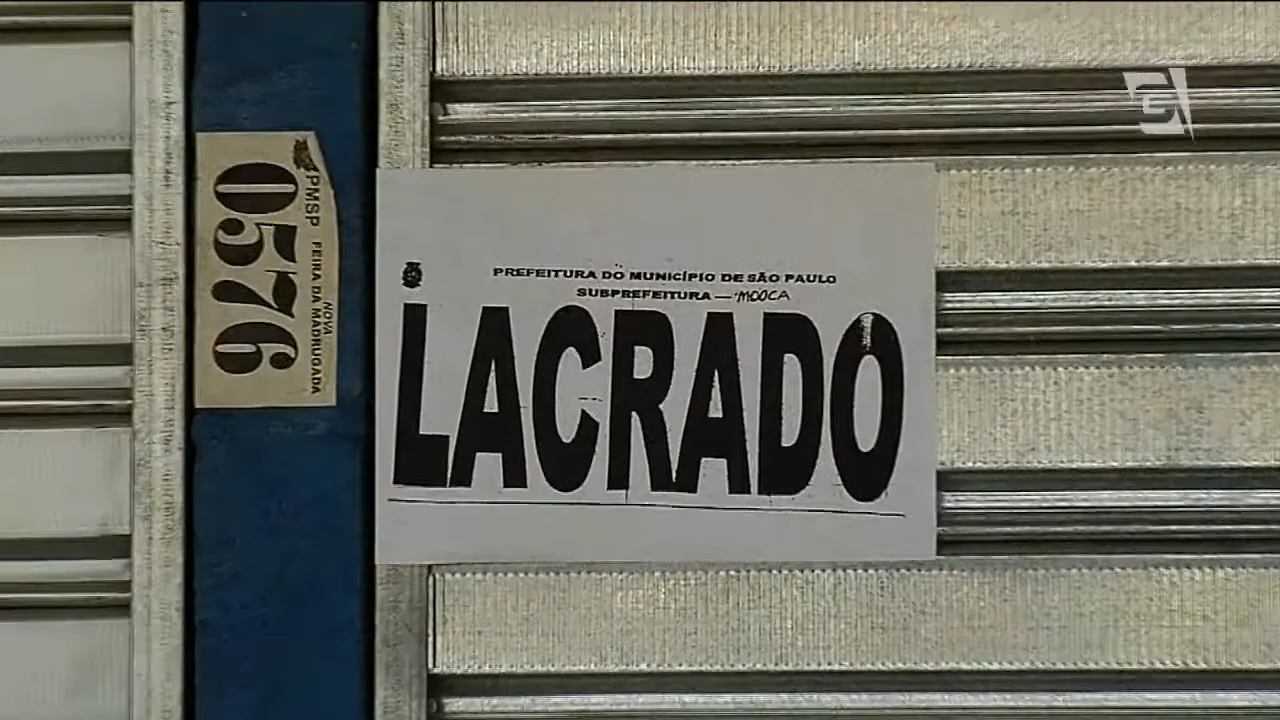 PMSP
NOVA
FEIRA DA MADRUGADA
0576
PREFEITURA DO MUNICÍPIO DE SÃO PAULO
SUBPREFEITURA — MOOCA
LACRADO